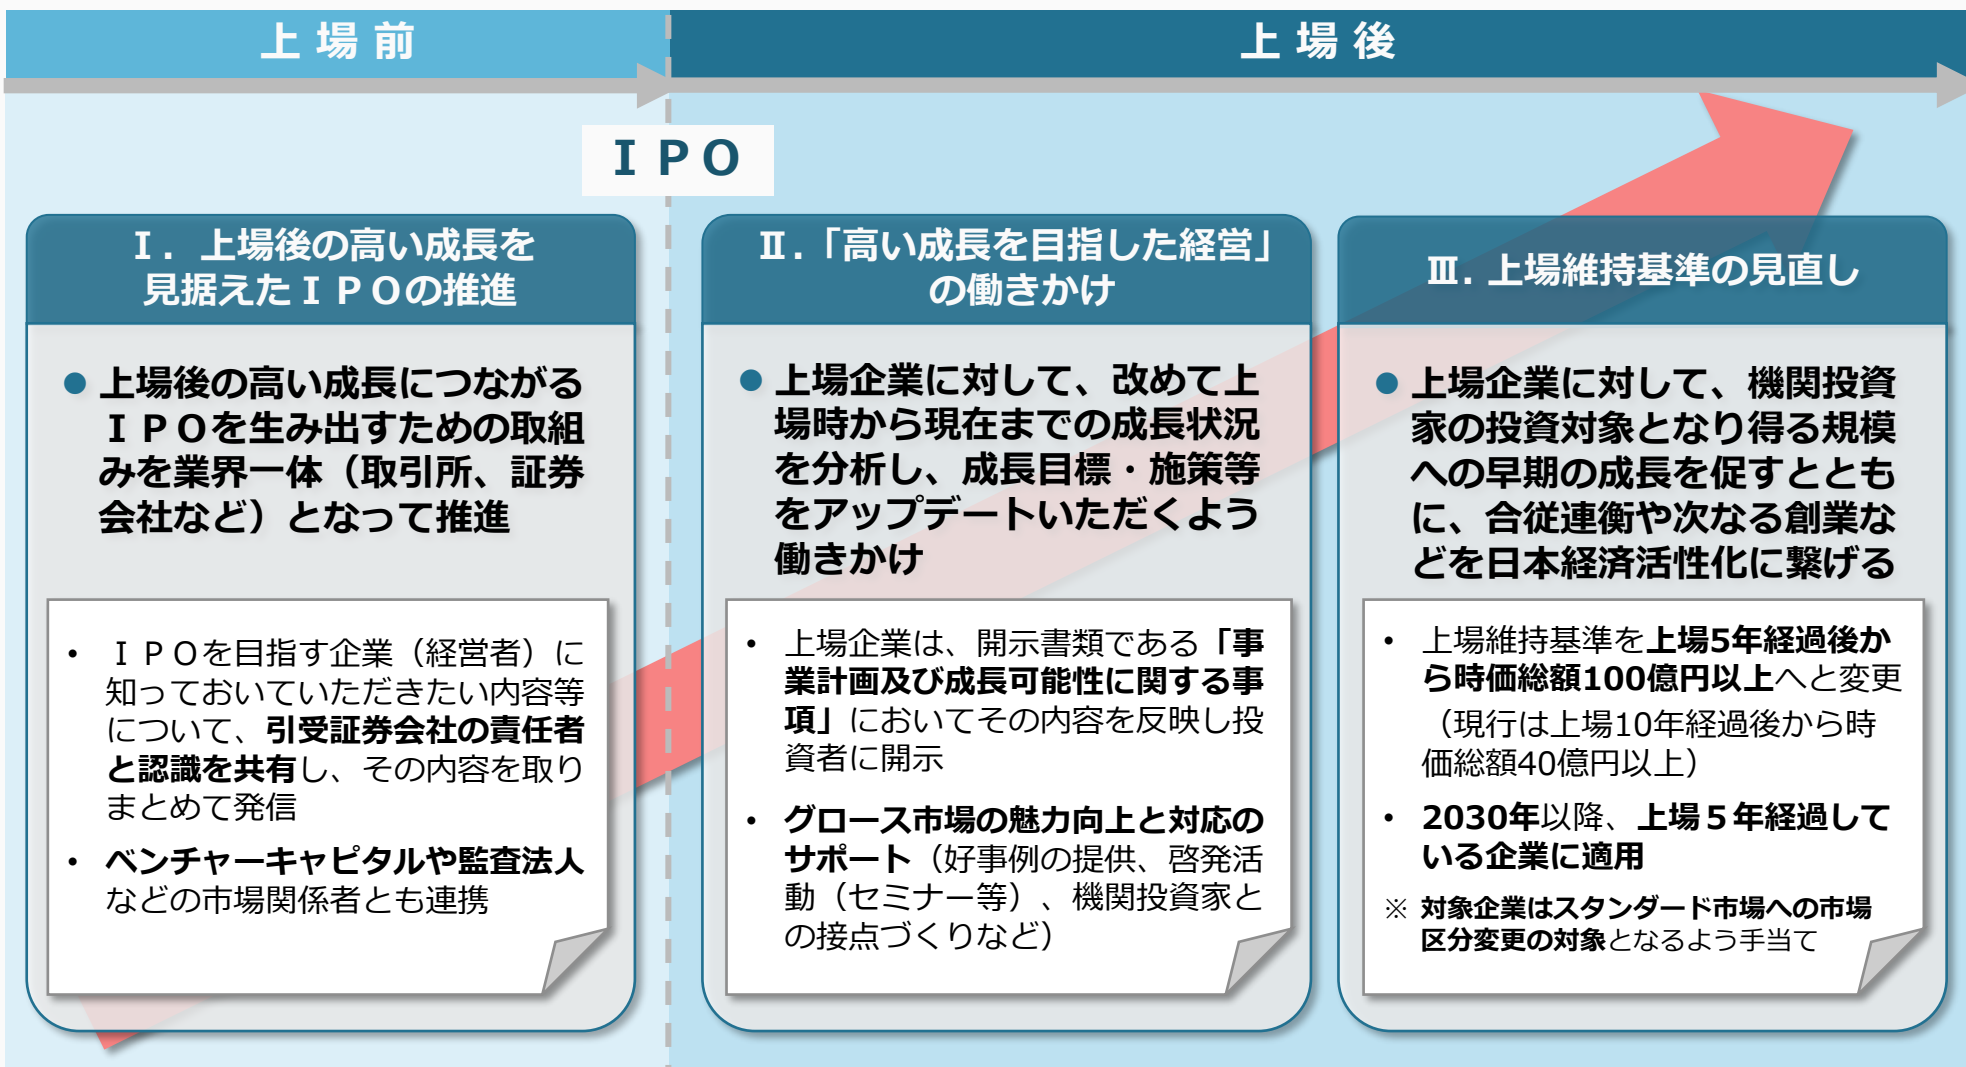 上場前
上場後
ＩＰＯ
Ⅰ．上場後の高い成長を
見据えたＩＰＯの推進
● 上場後の高い成長につながる
ＩＰＯを生み出すための取組
みを業界一体（取引所、証券
会社など）となって推進
• ＩＰＯを目指す企業（経営者）に
知っておいていただきたい内容等
について、引受証券会社の責任者
と認識を共有し、その内容を取り
まとめて発信
• ベンチャーキャピタルや監査法人
などの市場関係者とも連携
Ⅱ.「高い成長を目指した経営」
の働きかけ
● 上場企業に対して、改めて上
場時から現在までの成長状況
を分析し、成長目標・施策等
をアップデートいただくよう
働きかけ
• 上場企業は、開示書類である「事
業計画及び成長可能性に関する事
項」においてその内容を反映し投
資者に開示
• グロース市場の魅力向上と対応の
サポート（好事例の提供、啓発活
動（セミナー等）、機関投資家と
の接点づくりなど）
Ⅲ. 上場維持基準の見直し
● 上場企業に対して、機関投資
家の投資対象となり得る規模
への早期の成長を促すととも
に、合従連衡や次なる創業な
どを日本経済活性化に繋げる
• 上場維持基準を上場5年経過後か
ら時価総額100億円以上へと変更
（現行は上場10年経過後から時
価総額40億円以上）
• 2030年以降、上場５年経過して
いる企業に適用
※ 対象企業はスタンダード市場への市場
区分変更の対象となるよう手当て